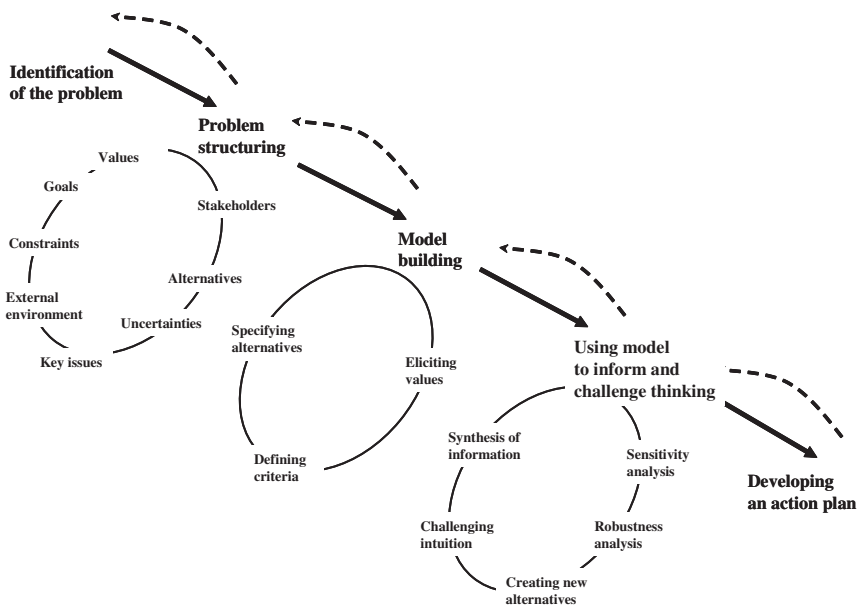 Identification
of the problem
Problem
structuring
Values
Goals
Stakeholders
Constraints
Alternatives
External
environment
Uncertainties
Key issues
Model
building
Specifying
alternatives
Eliciting
values
Defining
criteria
Using model
to inform and
challenge thinking
Synthesis of
information
Sensitivity
analysis
Challenging
intuition
Robustness
analysis
Creating new
alternatives
Developing
an action plan